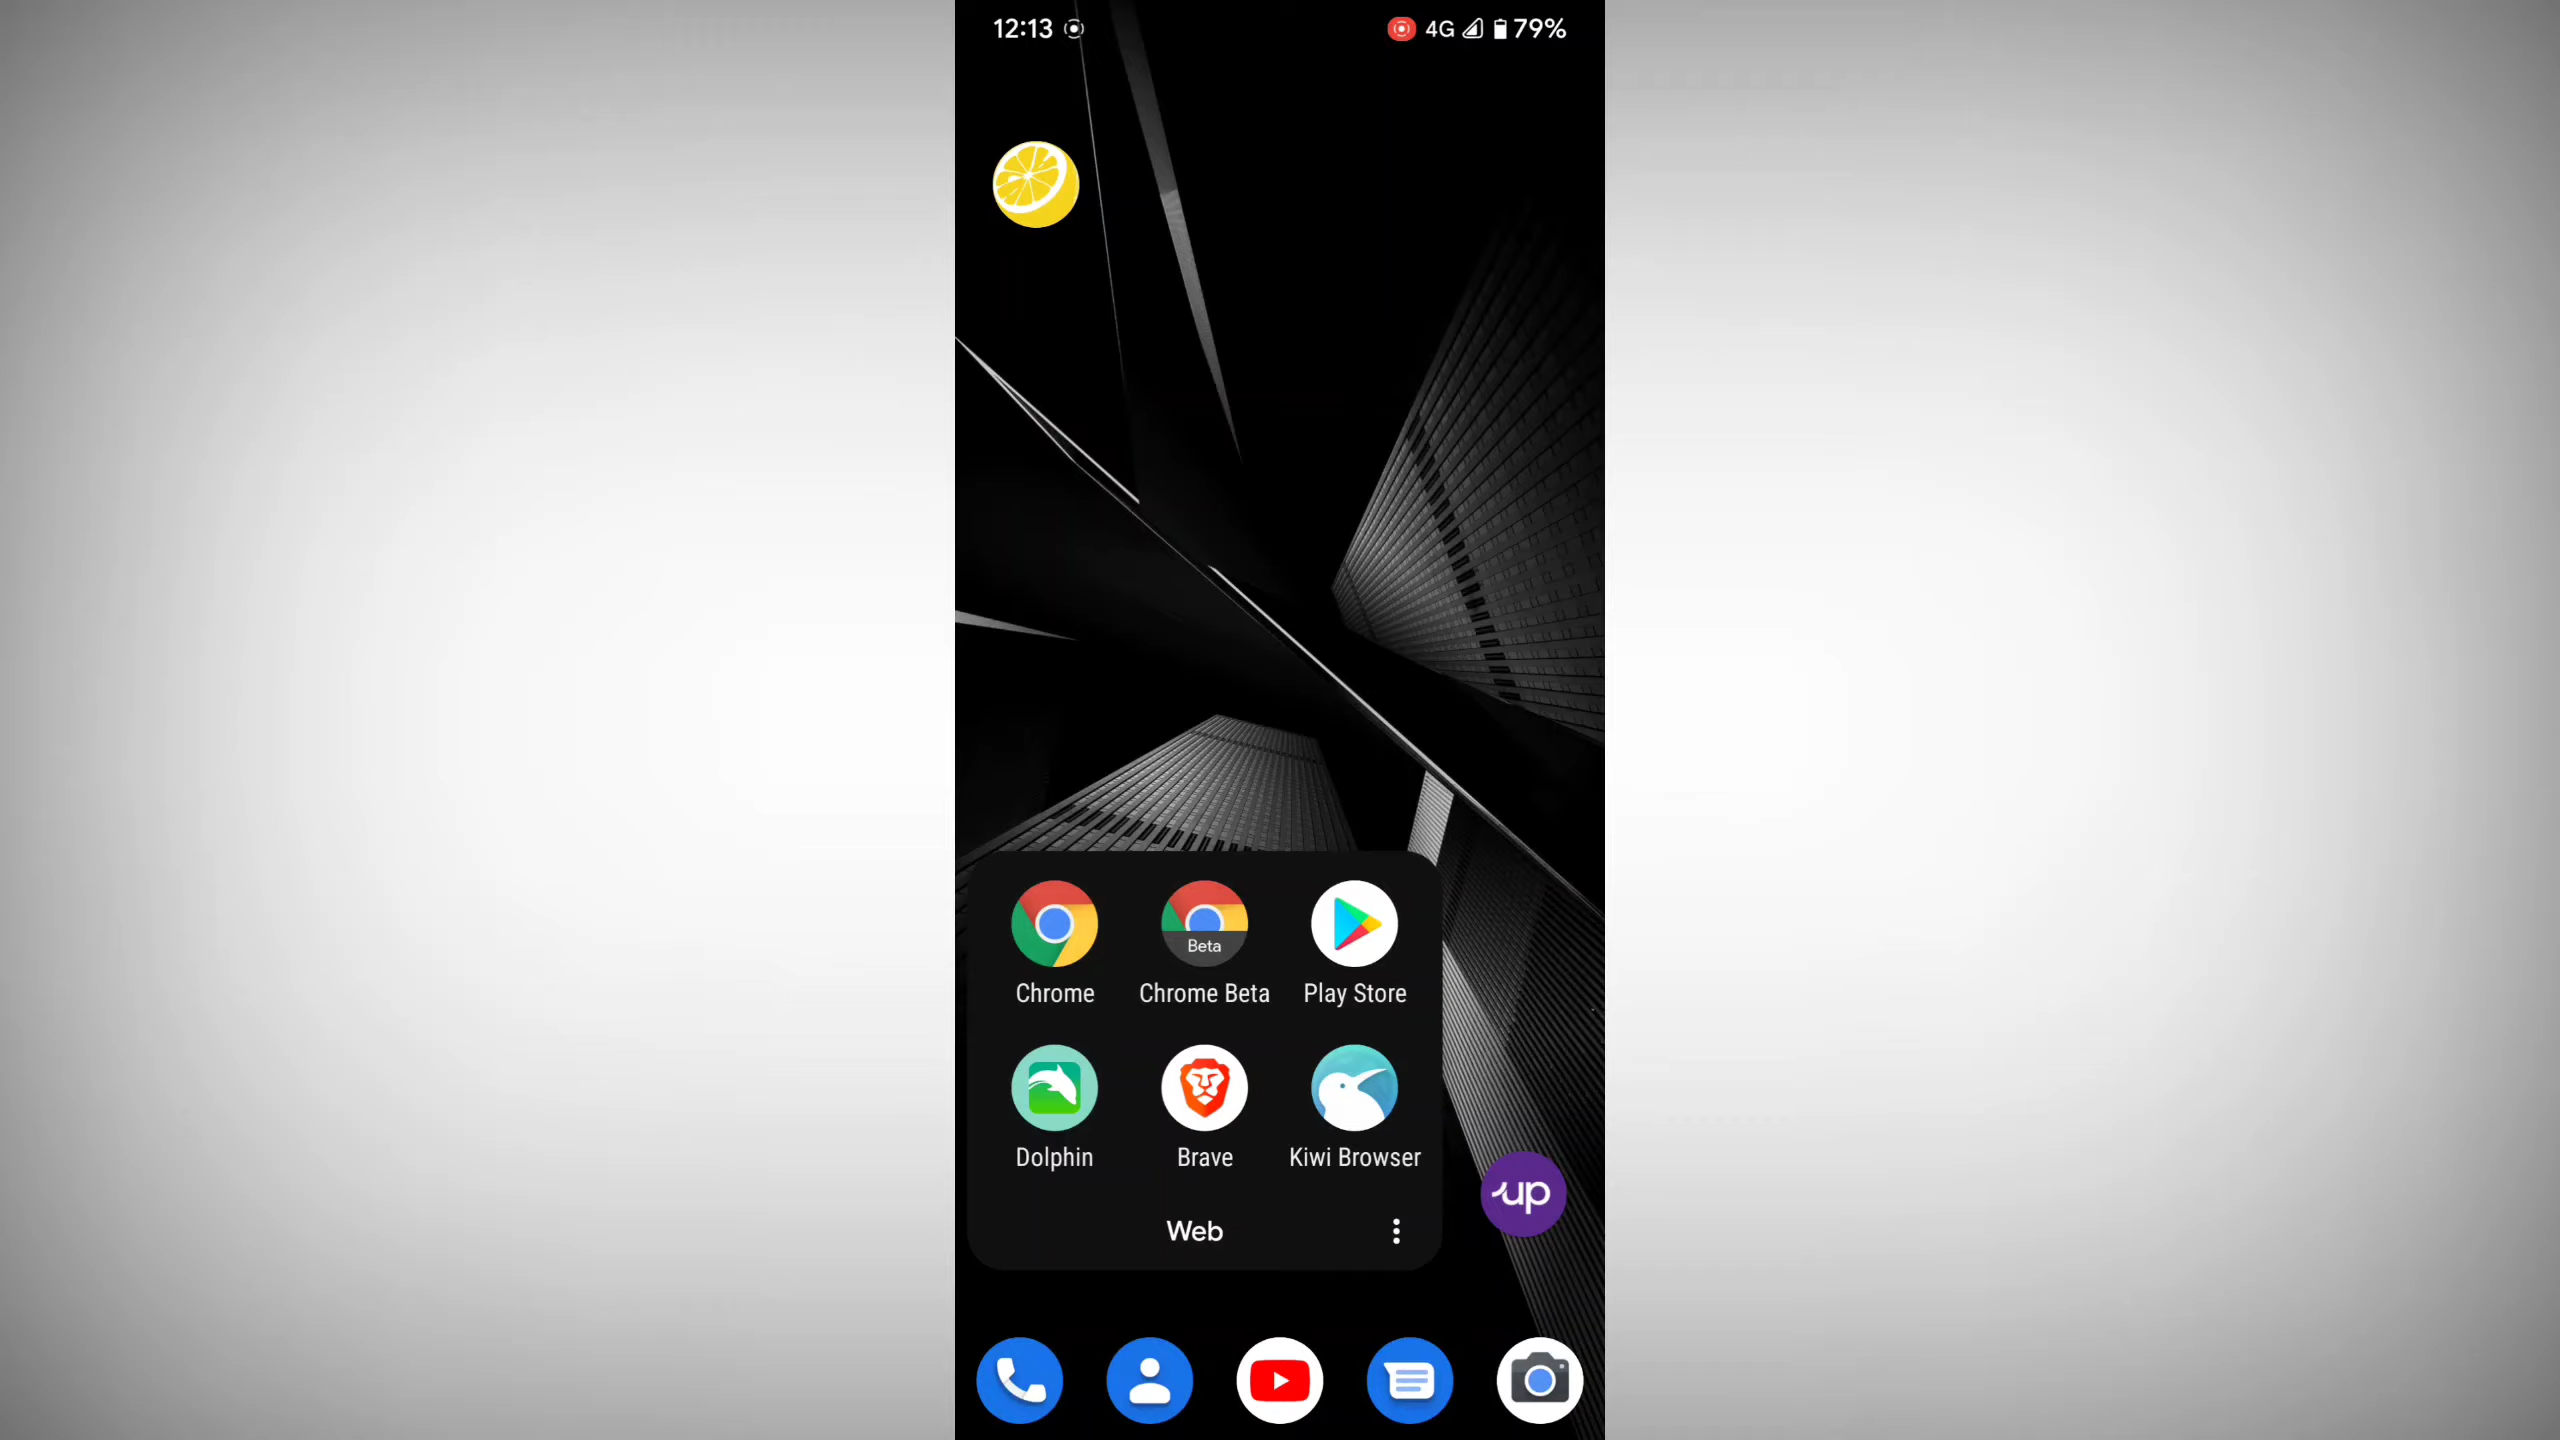 12:13 4G 79%
Beta
Chrome Chrome Beta Play Store
Dolphin Brave Kiwi Browser
up
Web